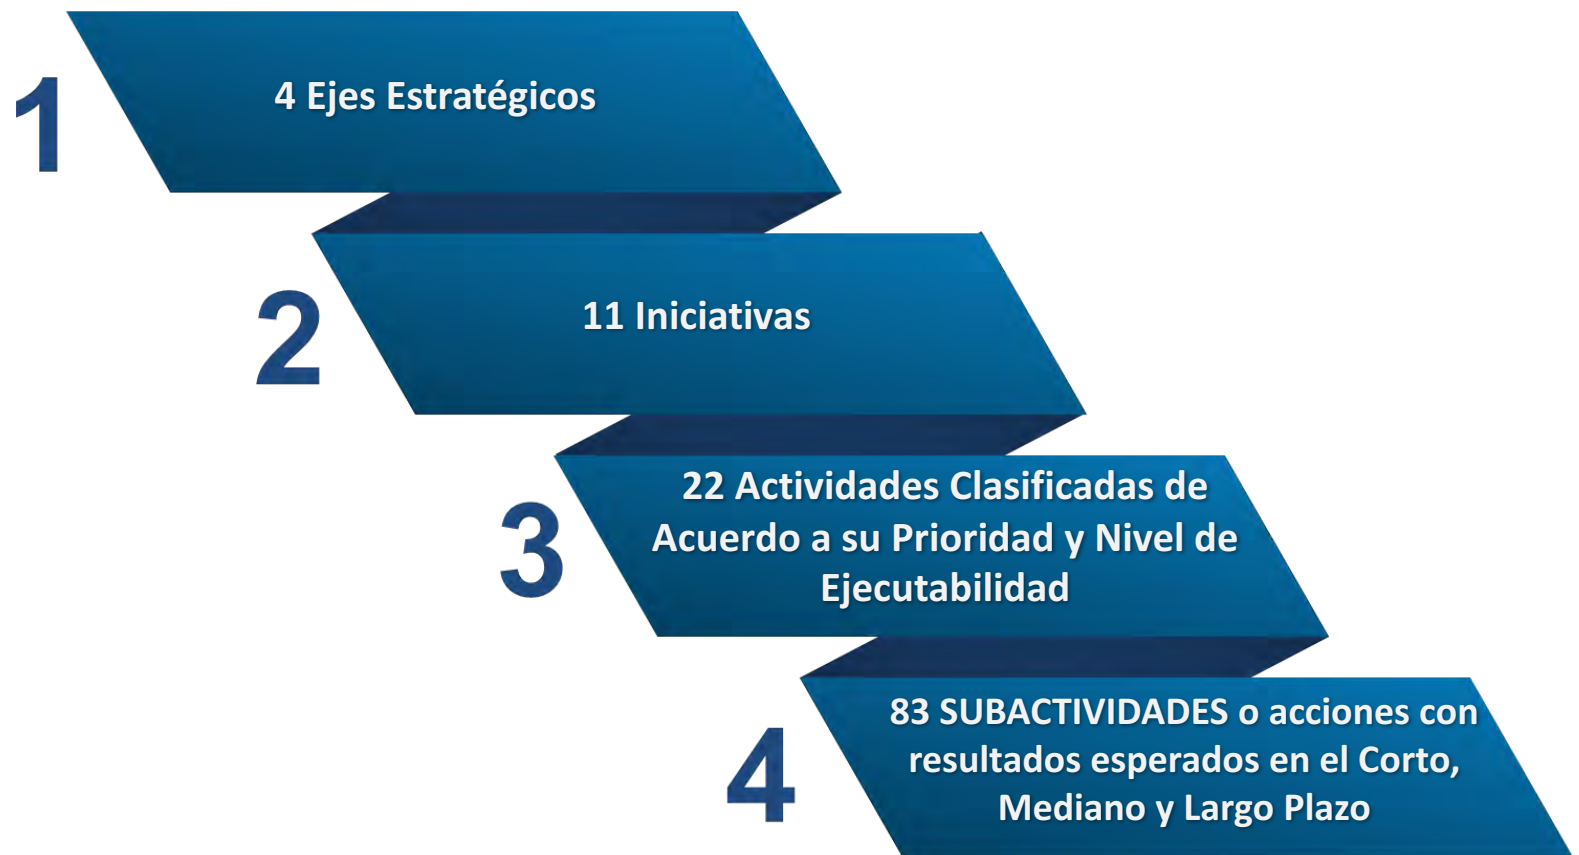 1
4 Ejes Estratégicos
2
11 Iniciativas
3
22 Actividades Clasificadas de
Acuerdo a su Prioridad y Nivel de
Ejecutabilidad
4
83 SUBACTIVIDADES o acciones con
resultados esperados en el Corto,
Mediano y Largo Plazo